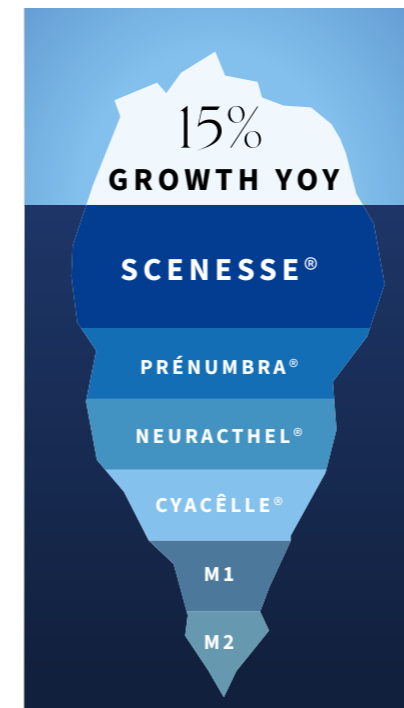 15%
GROWTH YOY
SCENESSE®
PRÉNUMBRA®
NEURACTHEL®
CYACÊLLE®
M1
M2